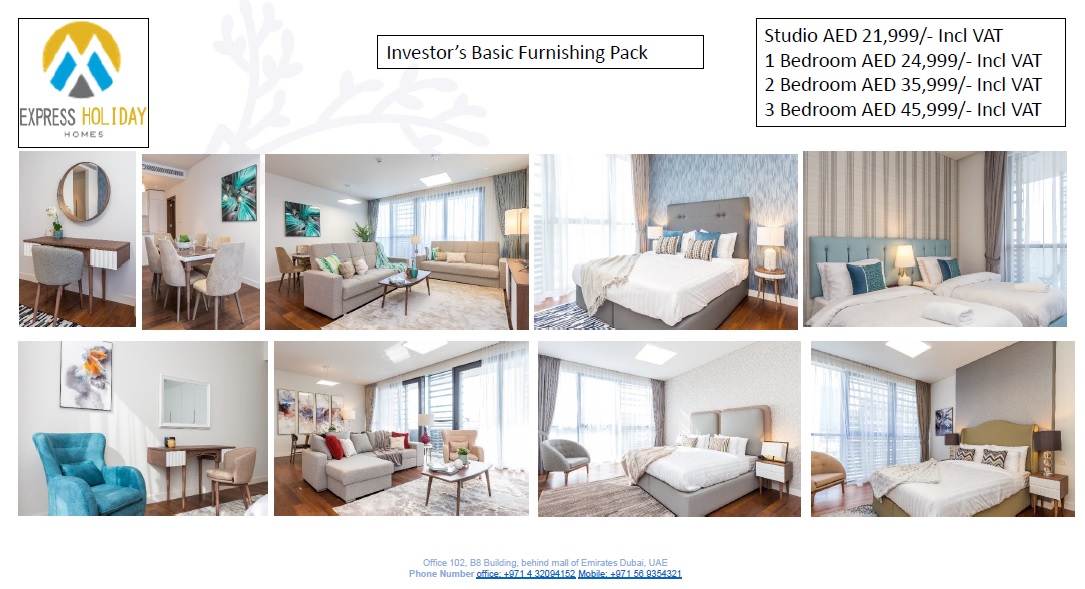 EXPRESS HOLIDAY
HOMES
Investor’s Basic Furnishing Pack
Studio AED 21,999/- Incl VAT
1 Bedroom AED 24,999/- Incl VAT
2 Bedroom AED 35,999/- Incl VAT
3 Bedroom AED 45,999/- Incl VAT
Office 102, B8 Building, behind mall of Emirates Dubai, UAE
Phone Number office: +971 4 32094152 Mobile: +971 56 9354321